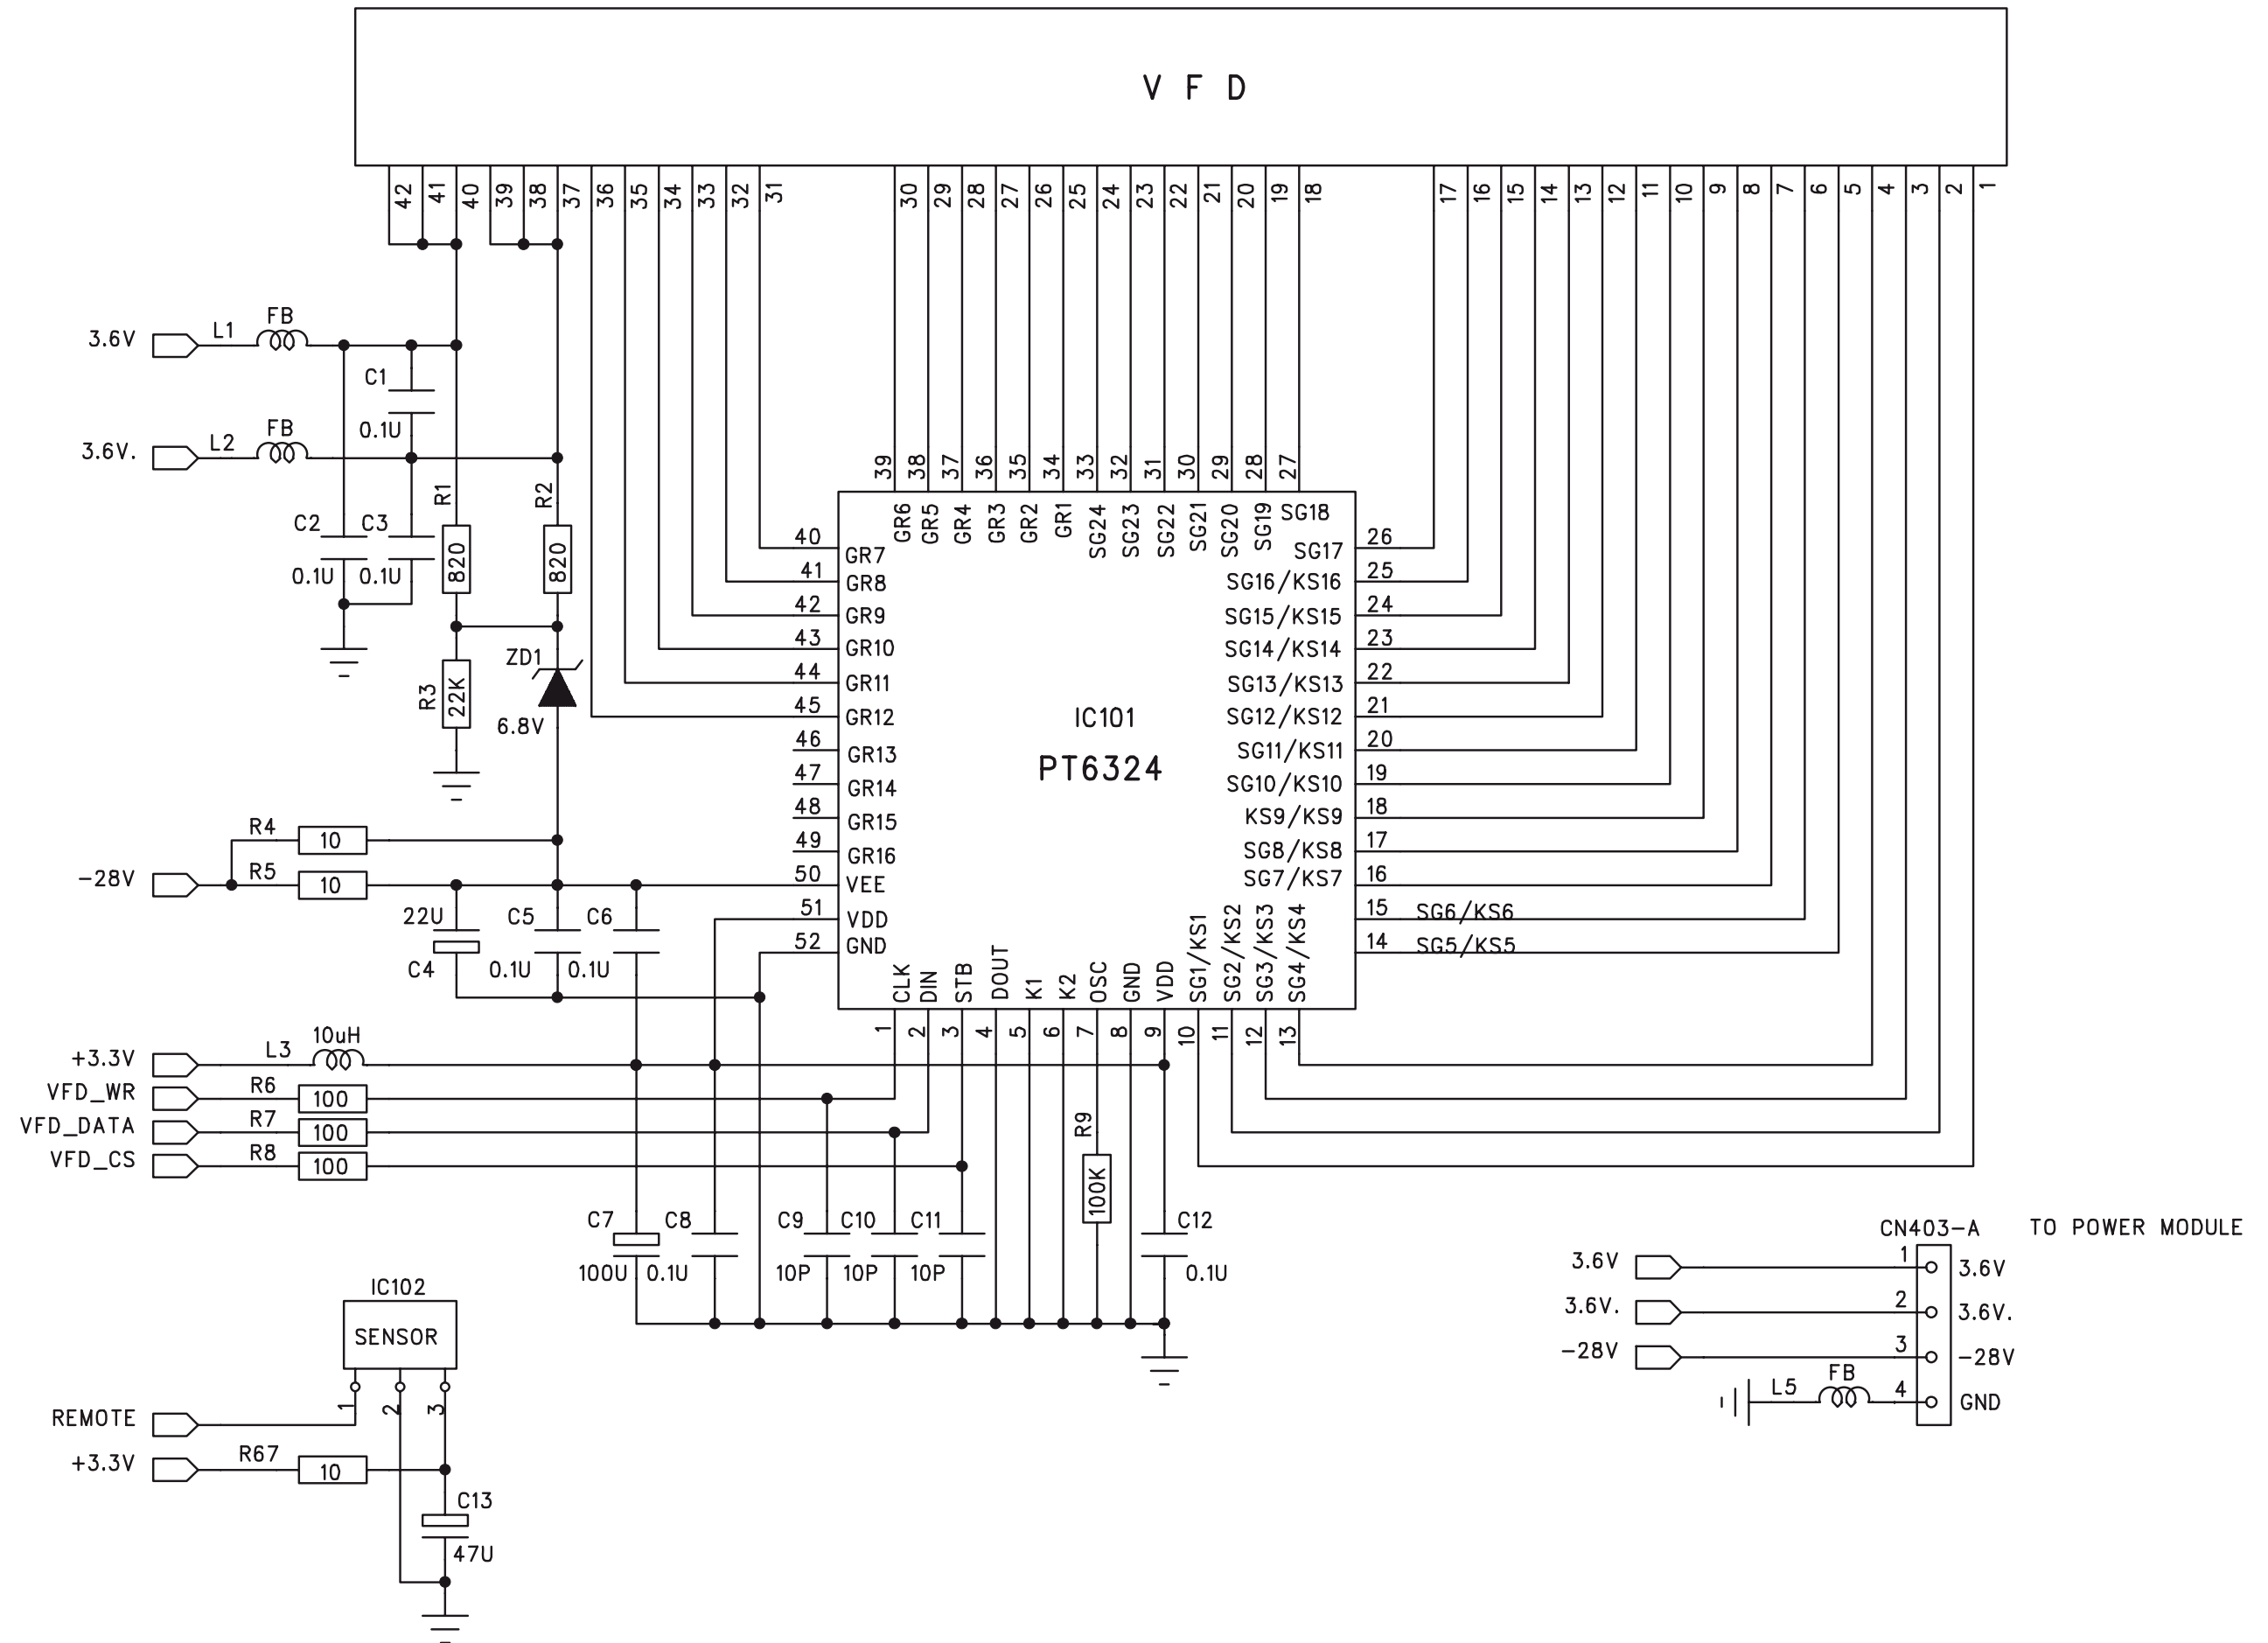 V F D
42 41 40 39 38 37 36 35 34 33 32 31 30 29 28 27 26 25 24 23 22 21 20 19 18 17 16 15 14 13 12 11 10 9 8 7 6 5 4 3 2 1
3.6V L1 FB
C1
0.1U
3.6V. L2 FB
R1 R2
C2 C3
0.1U 0.1U 820 820
ZD1
R3 22K
6.8V
R4 10
-28V R5 10
22U C5 C6
C4 0.1U 0.1U
39 38 37 36 35 34 33 32 31 30 29 28 27
GR6 GR5 GR4 GR3 GR2 GR1 SG24 SG23 SG22 SG21 SG20 SG19 SG18
40 GR7
41 GR8
42 GR9
43 GR10
44 GR11
45 GR12
46 GR13
47 GR14
48 GR15
49 GR16
50 VEE
51 VDD
52 GND
IC101
PT6324
SG17 26
SG16/KS16 25
SG15/KS15 24
SG14/KS14 23
SG13/KS13 22
SG12/KS12 21
SG11/KS11 20
SG10/KS10 19
KS9/KS9 18
SG8/KS8 17
SG7/KS7 16
15 SG6/KS6
14 SG5/KS5
CLK DIN STB DOUT K1 K2 OSC GND VDD SG1/KS1 SG2/KS2 SG3/KS3 SG4/KS4
1 2 3 4 5 6 7 8 9 10 11 12 13
+3.3V L3 10uH
VFD_WR R6 100
VFD_DATA R7 100
VFD_CS R8 100
R9 100K
C7 C8 C9 C10 C11 C12
100U 0.1U 10P 10P 10P 0.1U
IC102
SENSOR
1 2 3
REMOTE
+3.3V R67 10
C13
47U
CN403-A TO POWER MODULE
3.6V 1 3.6V
3.6V. 2 3.6V.
-28V 3 -28V
L5 FB 4 GND